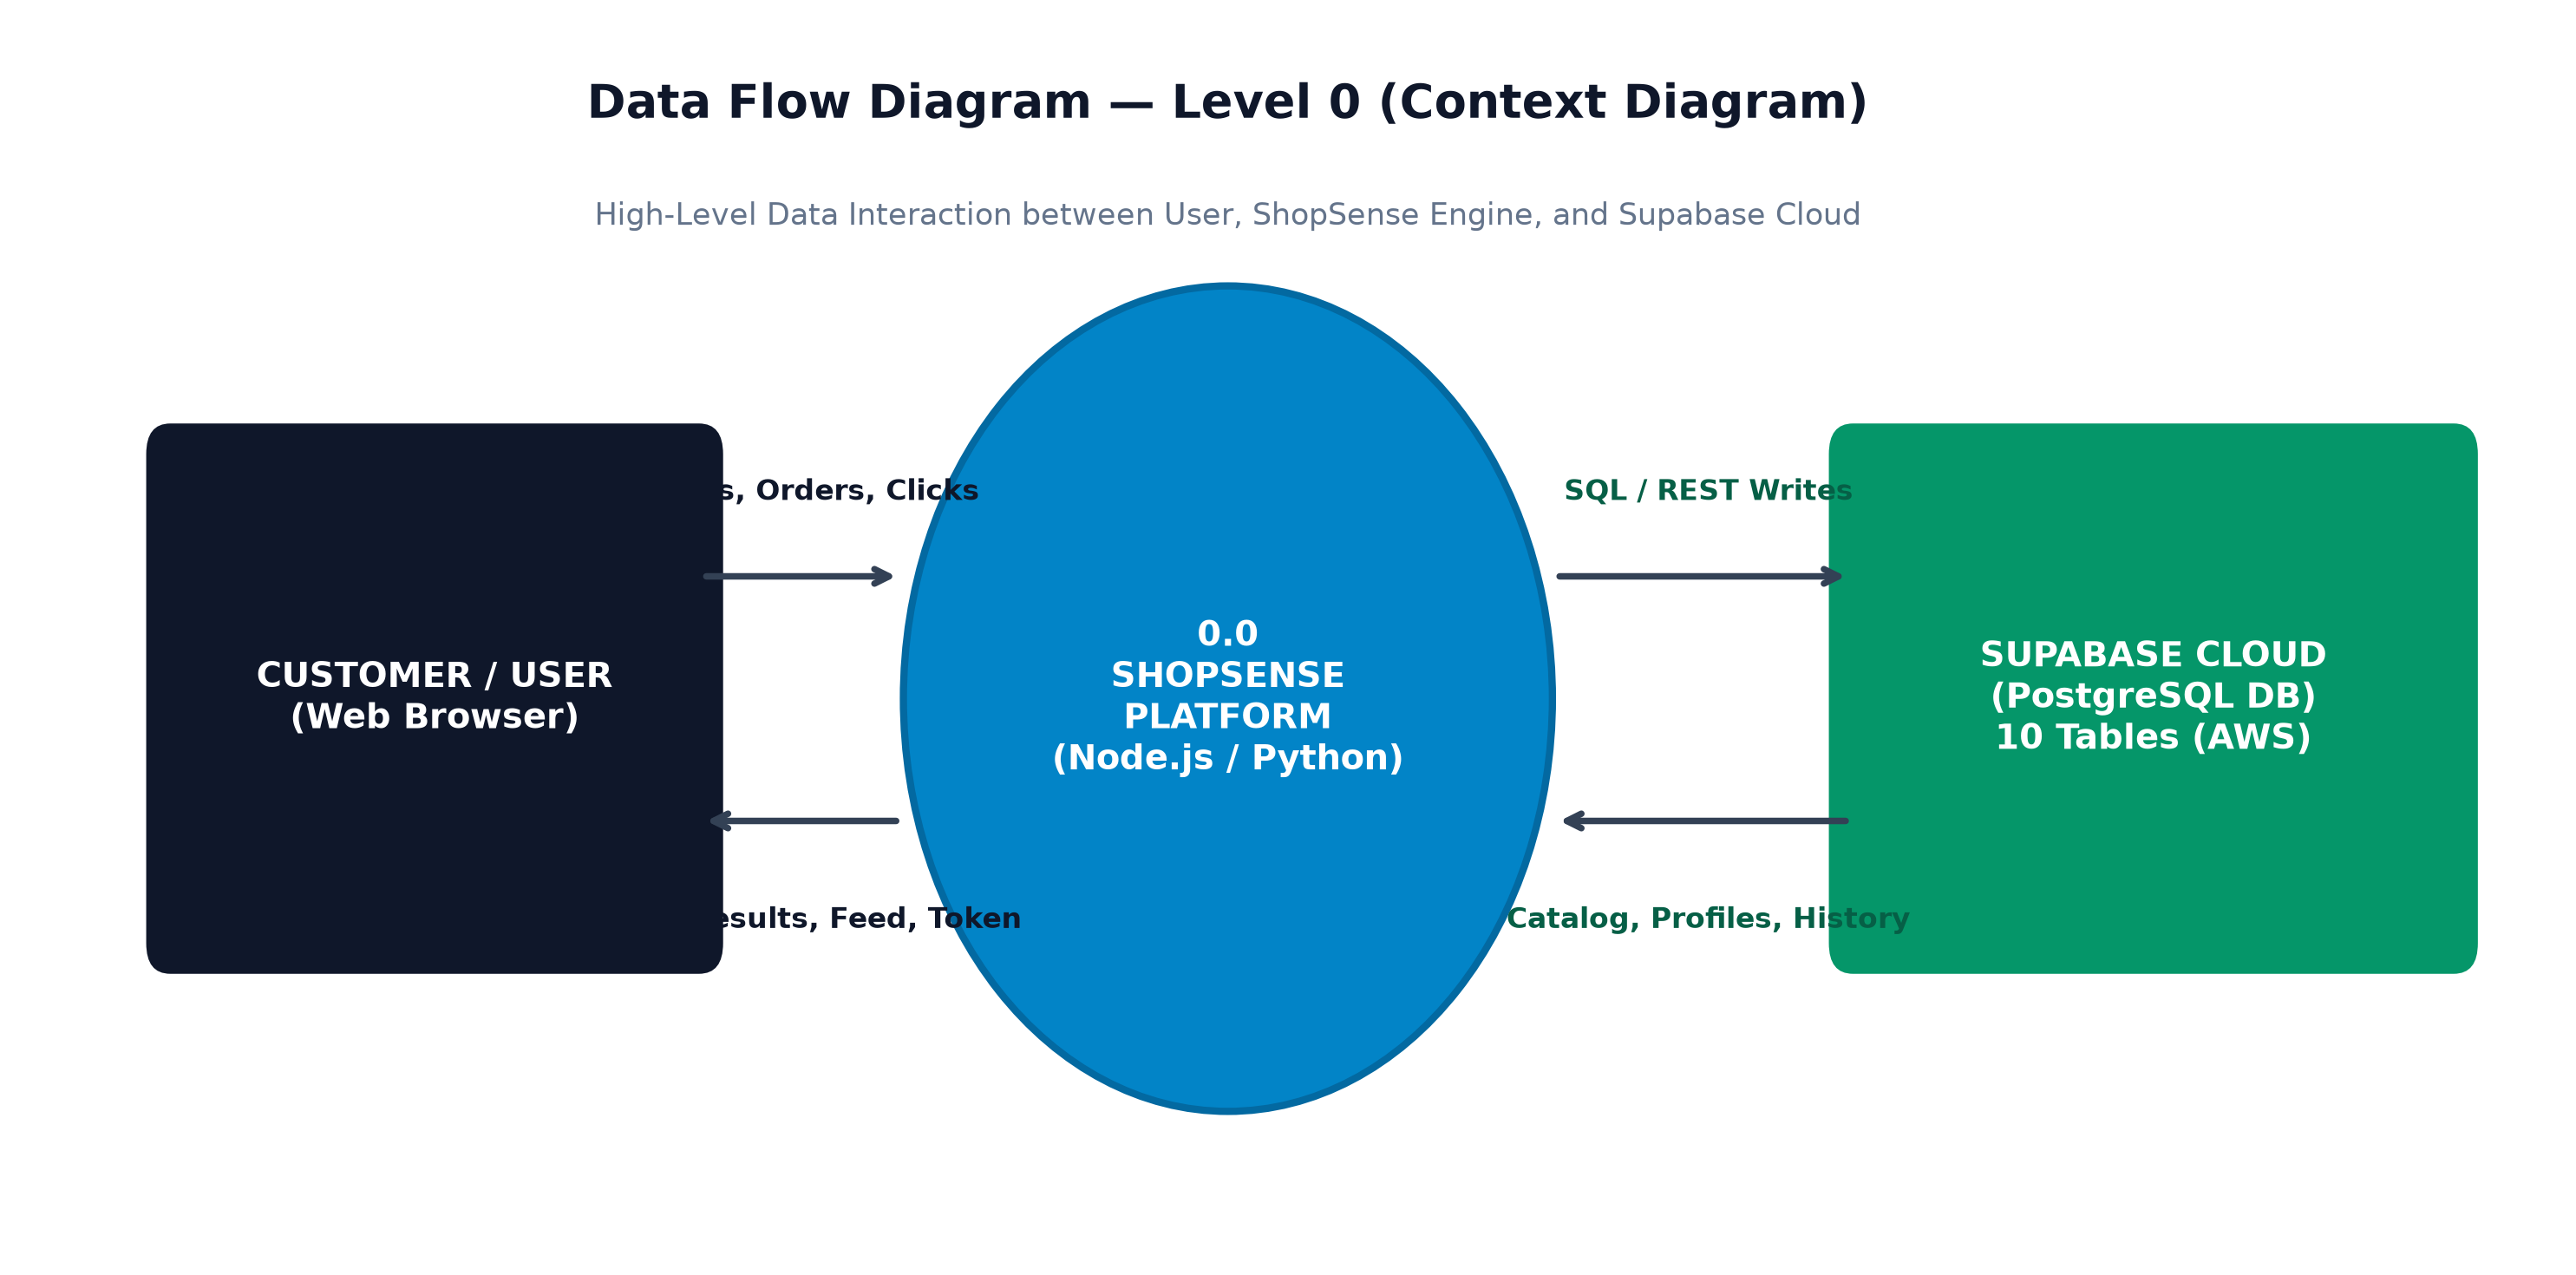 Data Flow Diagram — Level 0 (Context Diagram)
High-Level Data Interaction between User, ShopSense Engine, and Supabase Cloud
Orders, Clicks
SQL / REST Writes
CUSTOMER / USER
(Web Browser)
0.0
SHOPSENSE
PLATFORM
(Node.js / Python)
SUPABASE CLOUD
(PostgreSQL DB)
10 Tables (AWS)
Feed, Token
Catalog, Profiles, History